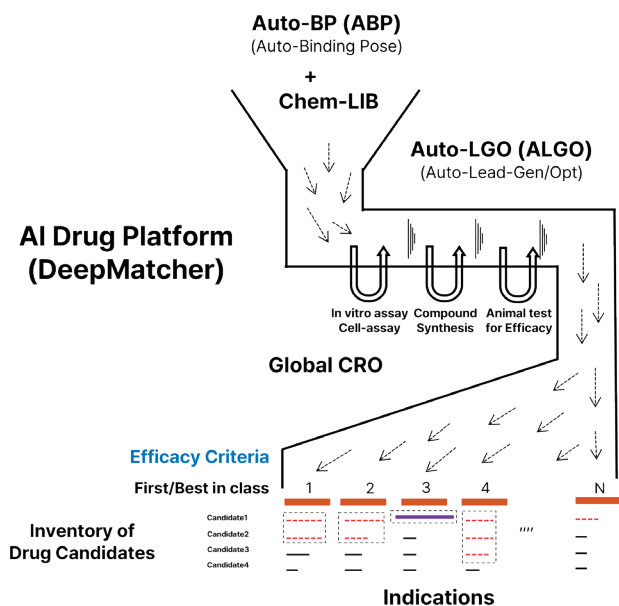 Auto-BP (ABP)
(Auto-Binding Pose)
+
Chem-LIB
Auto-LGO (ALGO)
(Auto-Lead-Gen/Opt)
AI Drug Platform
(DeepMatcher)
In vitro assay
Cell-assay
Compound
Synthesis
Animal test
for Efficacy
Global CRO
Efficacy Criteria
First/Best in class 1 2 3 4 N
Inventory of
Drug Candidates
Candidate1
Candidate2
Candidate3
Candidate4
,,,,
Indications